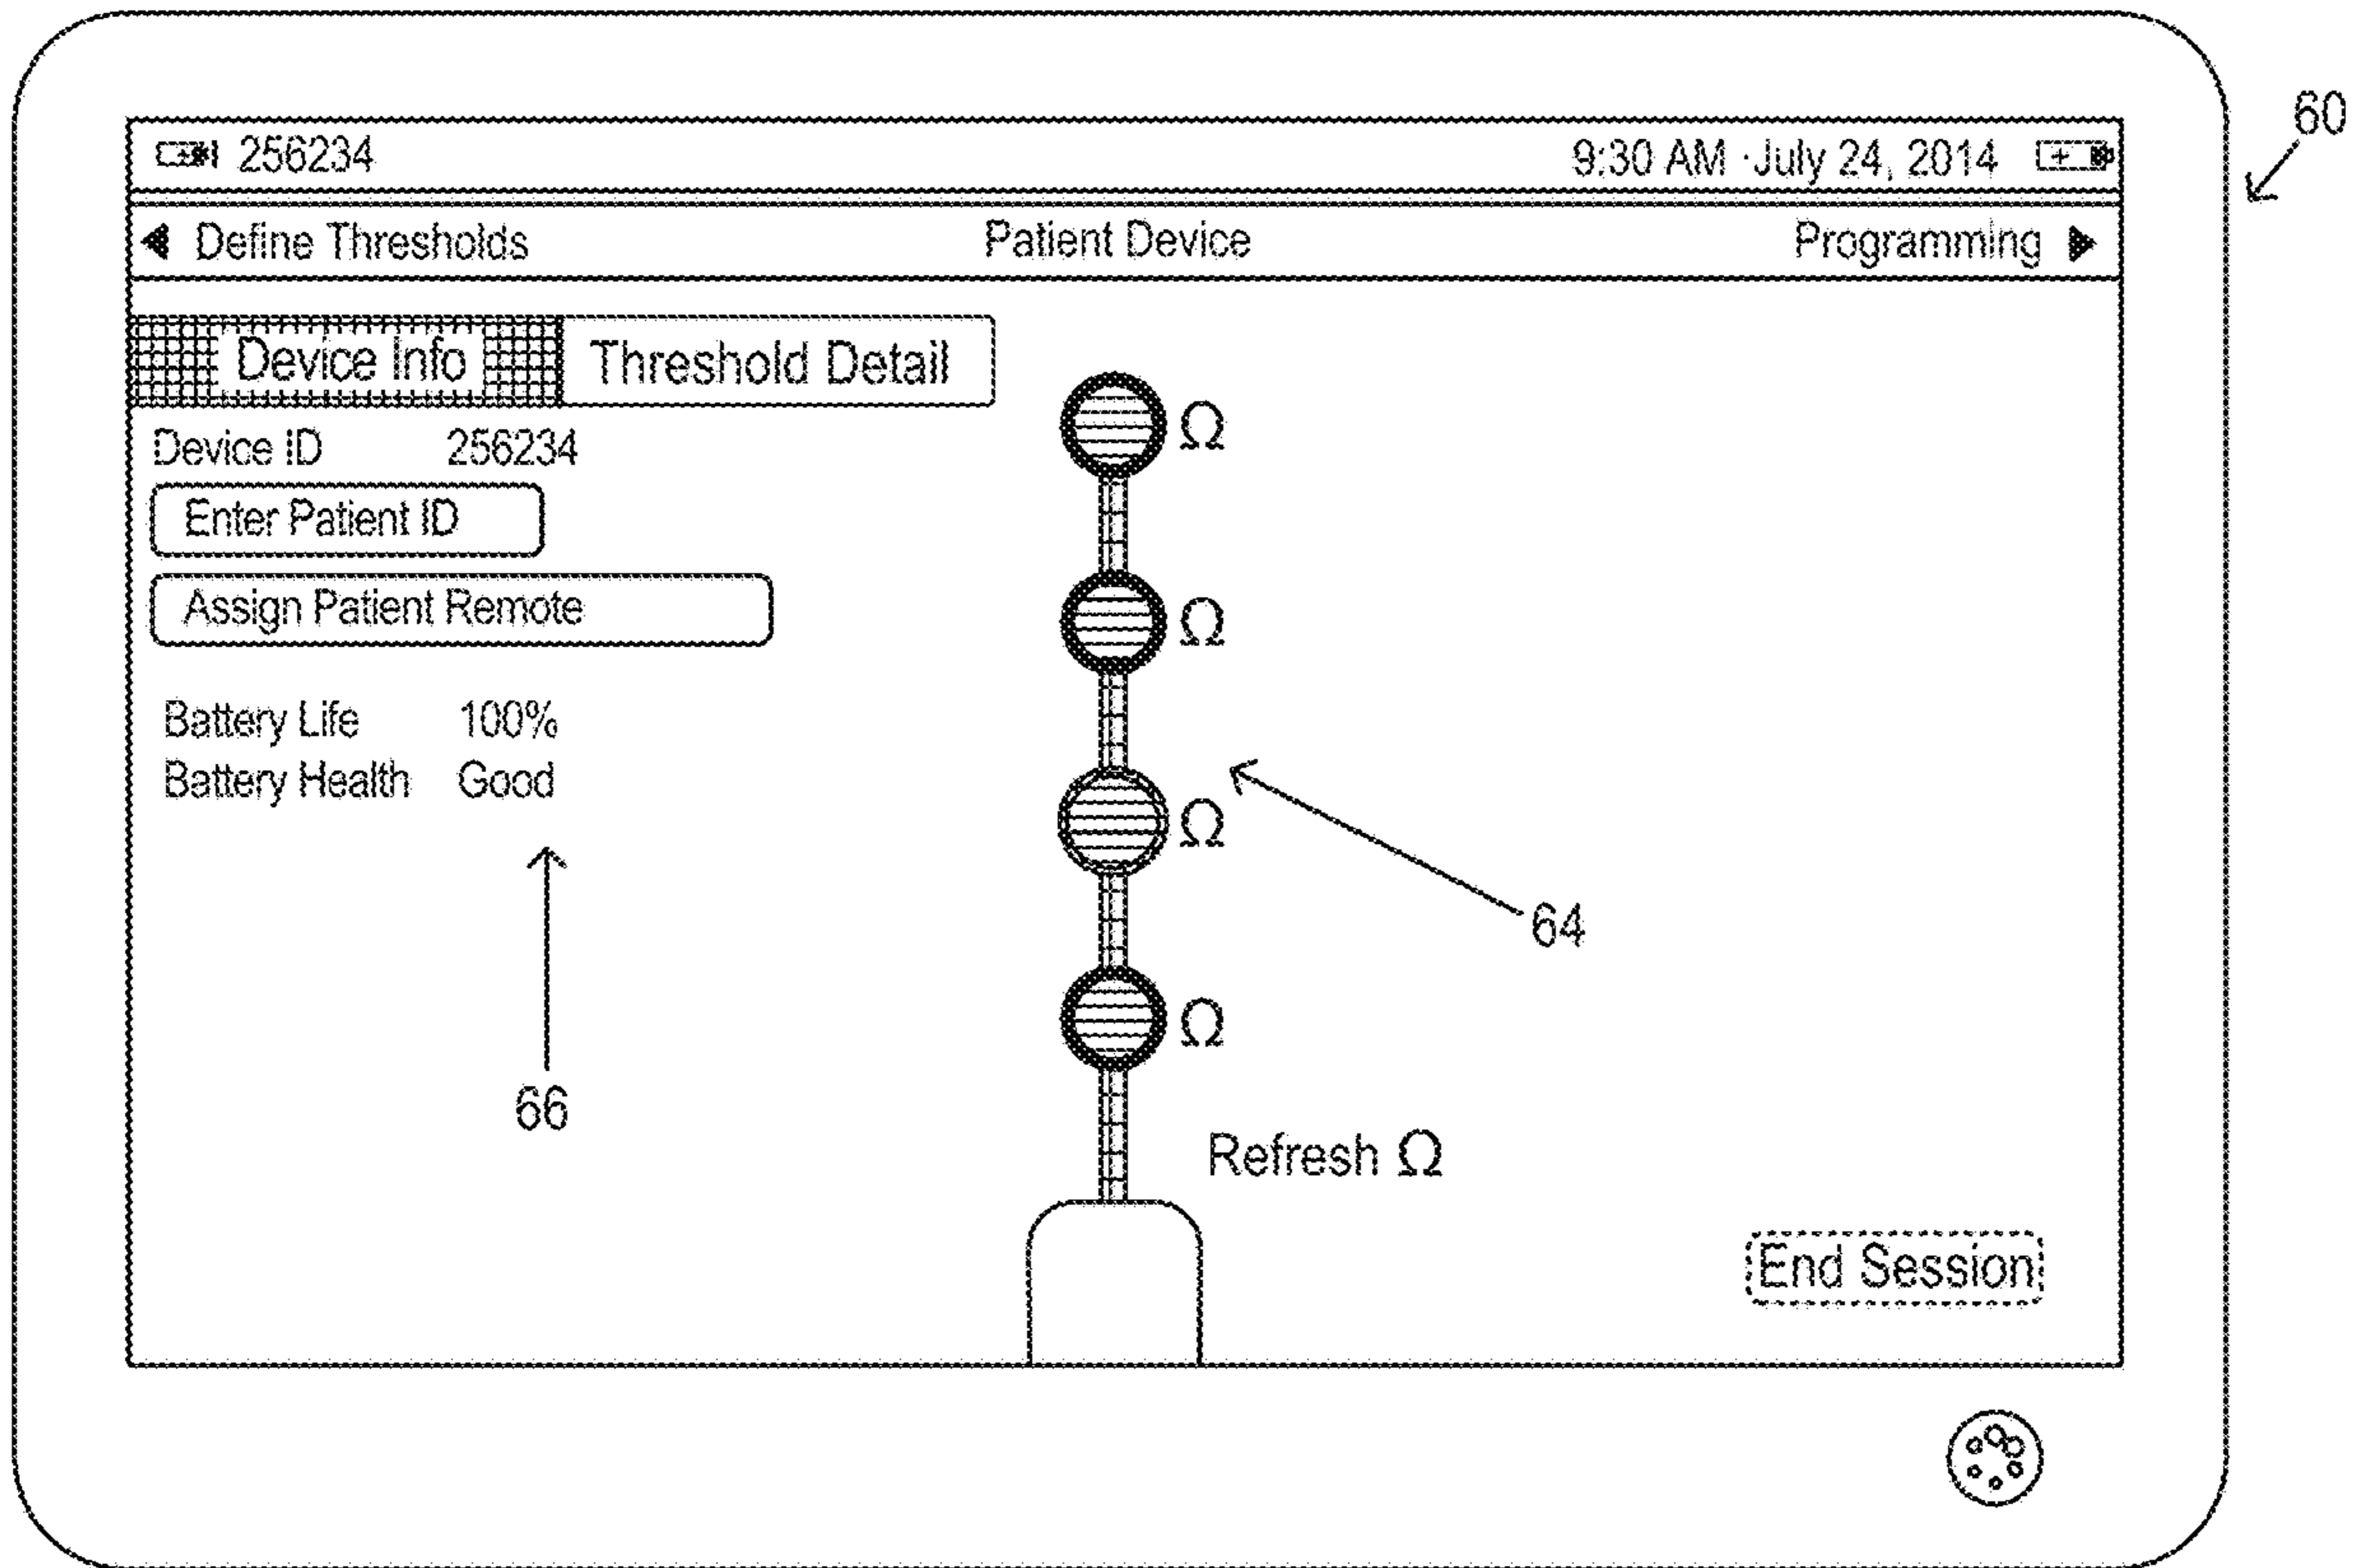 256234 9:30 AM ·July 24, 2014
60
◀ Define Thresholds Patient Device Programming ▶
Device Info Threshold Detail
Ω
Device ID 256234
Enter Patient ID
Assign Patient Remote
Ω
Battery Life 100%
Battery Health Good
Ω
64
Ω
66
Refresh Ω
End Session